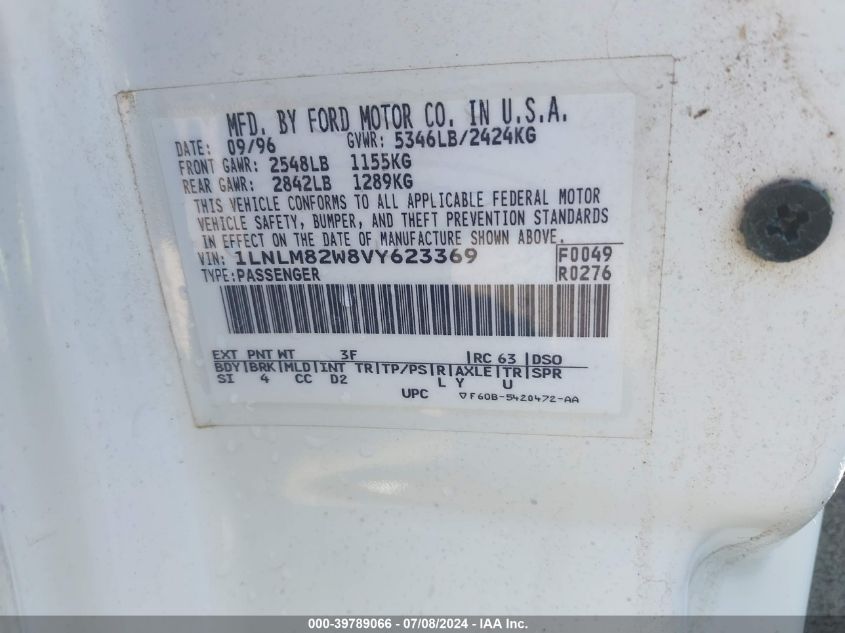 MFD. BY FORD MOTOR CO. IN U.S.A.
DATE: 09/96 GVWR: 5346LB/2424KG
FRONT GAWR: 2548LB 1155KG
REAR GAWR: 2842LB 1289KG
THIS VEHICLE CONFORMS TO ALL APPLICABLE FEDERAL MOTOR
VEHICLE SAFETY, BUMPER, AND THEFT PREVENTION STANDARDS
IN EFFECT ON THE DATE OF MANUFACTURE SHOWN ABOVE.
VIN: 1LNLM82W8VY623369 F0049
TYPE:PASSENGER R0276
EXT PNT WT 3F RC 63 DSO
BDY BRK MLD INT TR TP/PS R AXLE TR SPR
SI 4 CC D2 L Y U
UPC F60B-5420472-AA
000-39789066 - 07/08/2024 - IAAI Inc.